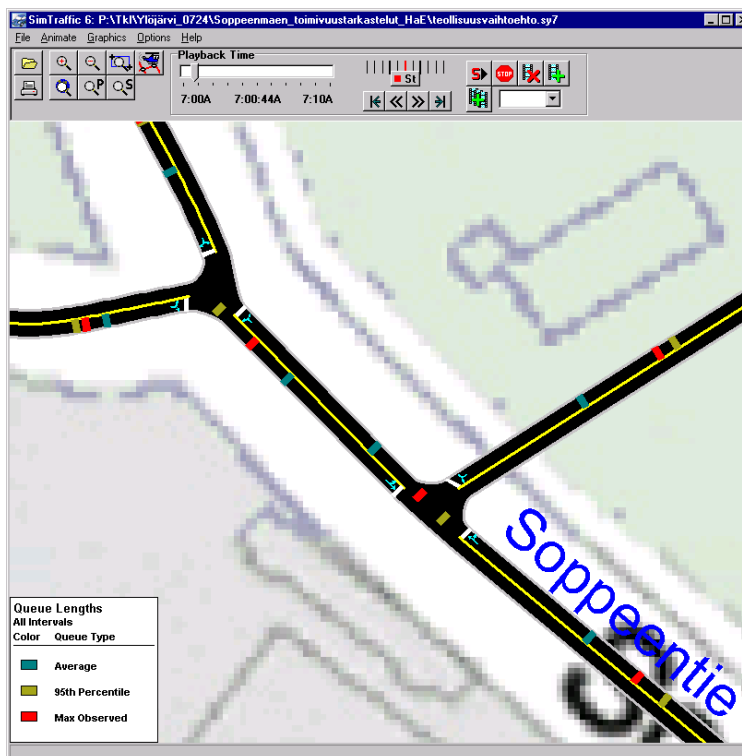 SimTraffic 6: P:\Tkl\Ylöjärvi_0724\Soppeenmaen_toimivuustarkastelut_HaE\teollisuusvaihtoehto.sy7
File Animate Graphics Options Help
Playback Time
7:00A 7:00:44A 7:10A
St
S
STOP
P
S
Soppeentie
Queue Lengths
All Intervals
Color Queue Type
Average
95th Percentile
Max Observed